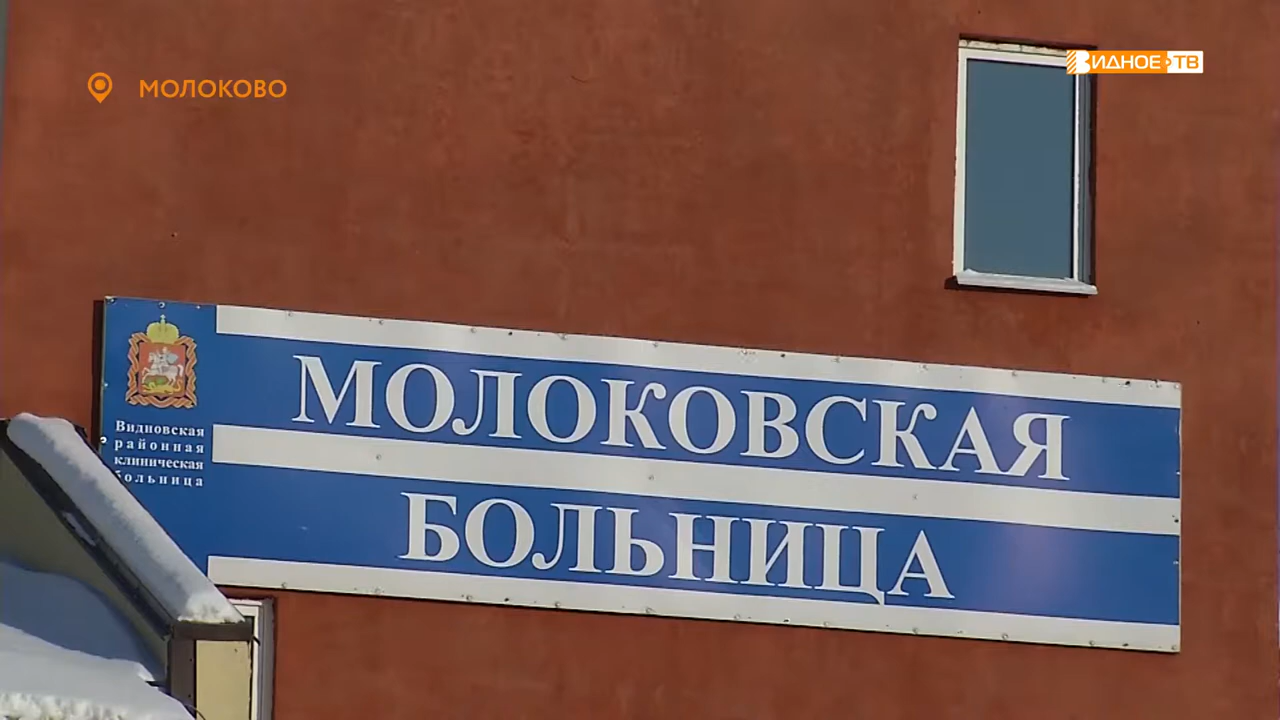 МОЛОКОВО
ВИДНОЕ ТВ
МОЛОКОВСКАЯ
БОЛЬНИЦА
Видновская
районная
клиническая
больница